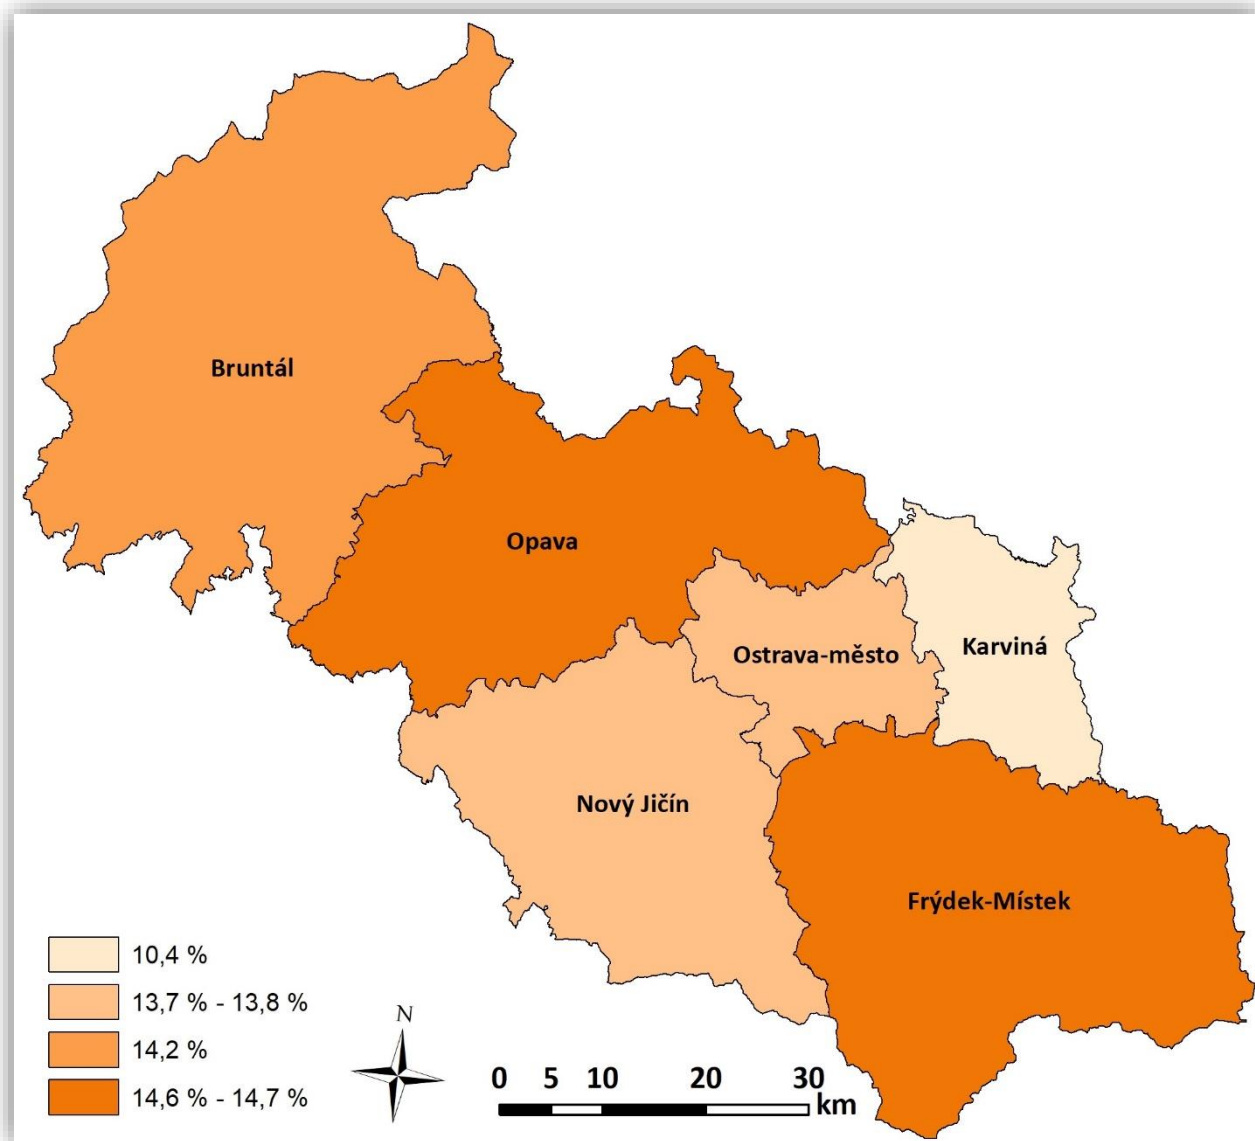 Bruntál
Opava
Ostrava-město
Karviná
Nový Jičín
Frýdek-Místek
10,4 %
13,7 % - 13,8 %
14,2 %
14,6 % - 14,7 %
N
0 5 10 20 30
km